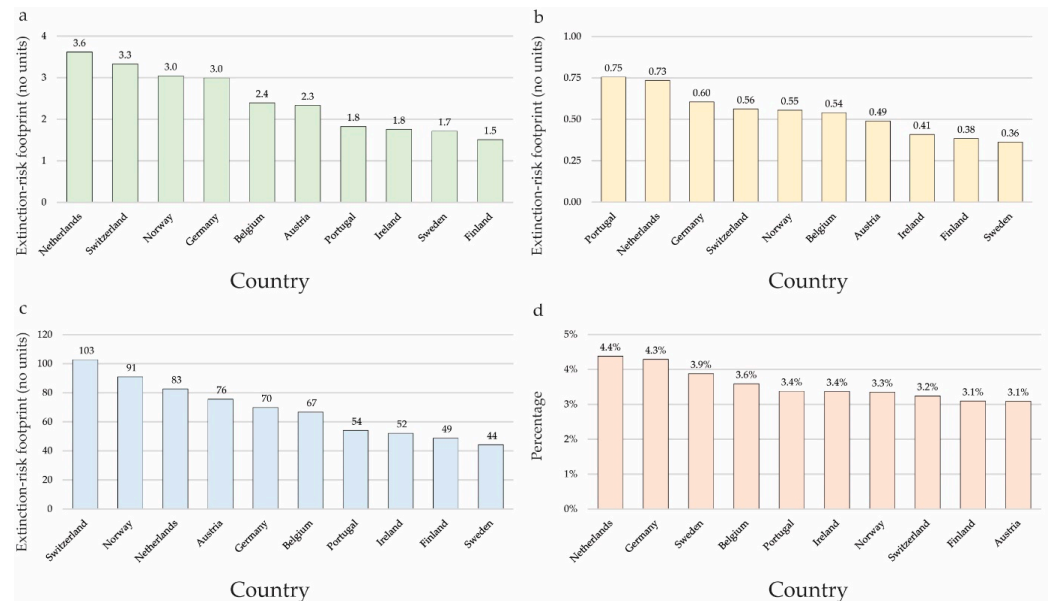 a
Extinction-risk footprint (no units)
4
3
2
1
0
3.6
3.3
3.0
3.0
2.4
2.3
1.8
1.8
1.7
1.5
Netherlands
Switzerland
Norway
Germany
Belgium
Austria
Portugal
Ireland
Sweden
Finland
Country
b
Extinction-risk footprint (no units)
1.00
0.75
0.50
0.25
0.00
0.75
0.73
0.60
0.56
0.55
0.54
0.49
0.41
0.38
0.36
Portugal
Netherlands
Germany
Switzerland
Norway
Belgium
Austria
Ireland
Finland
Sweden
Country
c
Extinction-risk footprint (no units)
120
100
80
60
40
20
0
103
91
83
76
70
67
54
52
49
44
Switzerland
Norway
Netherlands
Austria
Germany
Belgium
Portugal
Ireland
Finland
Sweden
Country
d
Percentage
5%
4%
3%
2%
1%
0%
4.4%
4.3%
3.9%
3.6%
3.4%
3.4%
3.3%
3.2%
3.1%
3.1%
Netherlands
Germany
Sweden
Belgium
Portugal
Ireland
Norway
Switzerland
Finland
Austria
Country